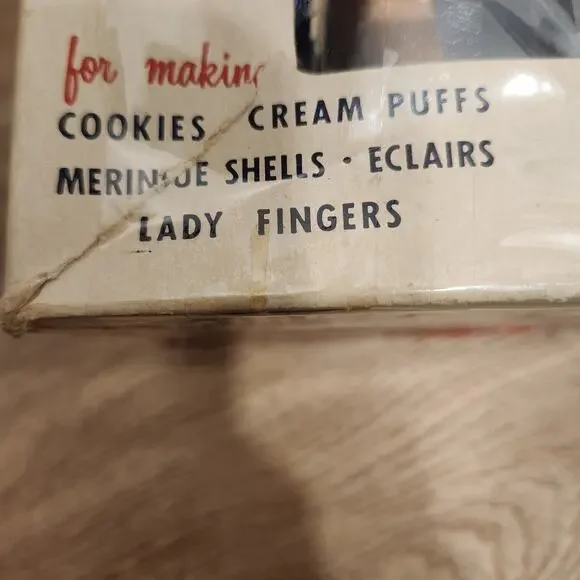 for making
COOKIES CREAM PUFFS
MERINGUE SHELLS · ECLAIRS
LADY FINGERS